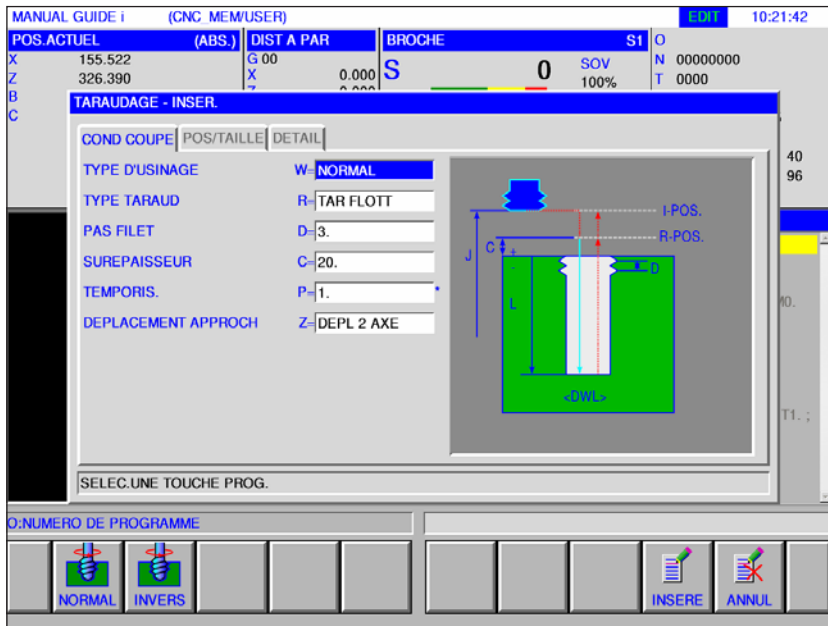 MANUAL GUIDE i (CNC_MEM/USER) EDIT 10:21:42
POS.ACTUEL (ABS.) DIST A PAR BROCHE S1 O
X 155.522 G 00 S 0 SOV N 00000000
Z 326.390 X 0.000 100% T 0000
B
C
TARAUDAGE - INSER.
COND COUPE POS/TAILLE DETAIL
TYPE D'USINAGE W=NORMAL
TYPE TARAUD R=TAR FLOTT
PAS FILET D=3.
SUREPAISSEUR C=20.
TEMPORIS. P=1. *
DEPLACEMENT APPROCH Z=DEPL 2 AXE
I-POS.
R-POS.
C
+
-
J
D
L
<DWL>
40
96
M0.
T1. ;
SELEC.UNE TOUCHE PROG.
O:NUMERO DE PROGRAMME
NORMAL INVERS INSERE ANNUL